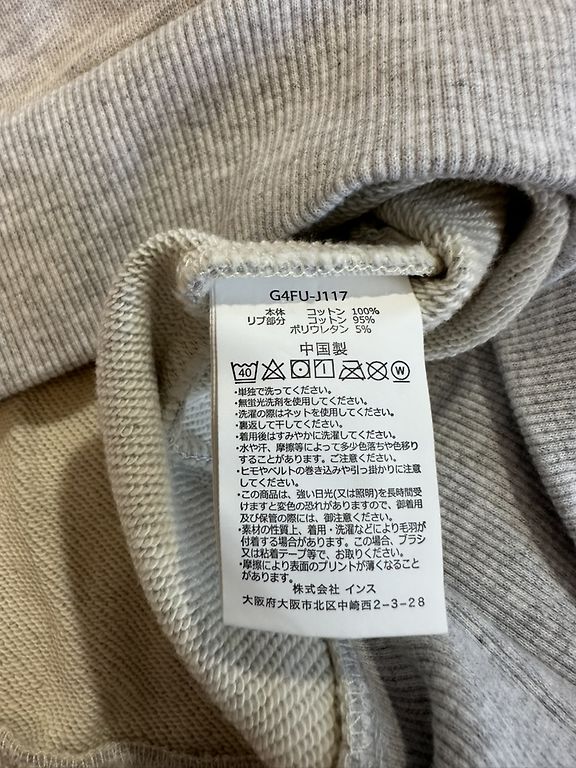 G4FU-J117
本体 コットン 100%
リブ部分 コットン 95%
ポリウレタン 5%
中国製
40 W
・単独で洗ってください。
・無蛍光洗剤を使用してください。
・洗濯の際はネットを使用してください。
・裏返して干してください。
・着用後はすみやかに洗濯してください。
・水や汗、摩擦等によって多少色落ちや色移り
することがあります。ご注意ください。
・ヒモやベルトの巻き込みや引っ掛かりに注意
してください。
・この商品は、強い日光(又は照明)を長時間受
けますと変色の恐れがありますので、御着用
及び保管の際には、御注意ください。
・素材の性質上、着用・洗濯などにより毛羽が
付着する場合があります。この場合、ブラシ
又は粘着テープ等で、お取りください。
・摩擦により表面のプリントが薄くなること
があります。
株式会社 インス
大阪府大阪市北区中崎西2-3-28